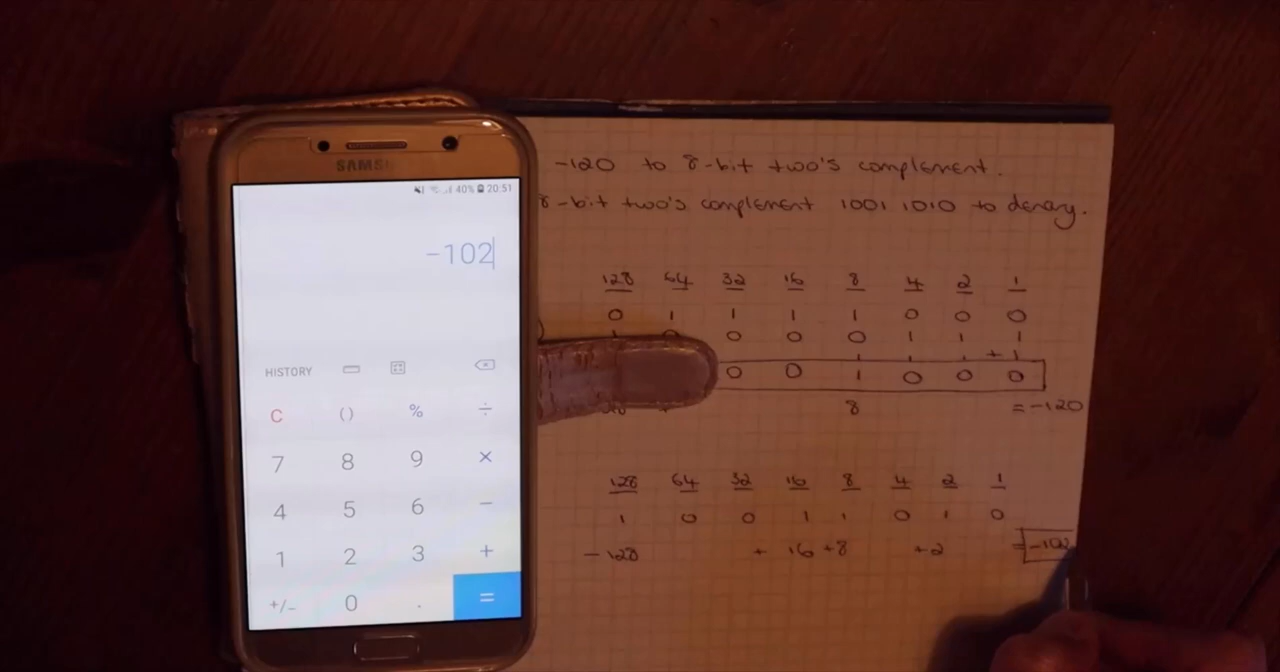 SAMSU
40% 20:51
-102
HISTORY
C () % ÷
7 8 9 ×
4 5 6 −
1 2 3 +
+/− 0 . =
-120 to 8-bit two's complement.
8-bit two's complement 1001 1010 to denary.
128 64 32 16 8 4 2 1
0 1 1 1 1 0 0 0
0 0 0 1 1 1
+ 1
0 0 1 0 0 0
8 = -120
128 64 32 16 8 4 2 1
1 0 0 1 1 0 1 0
-128 + 16 +8 +2 = -102